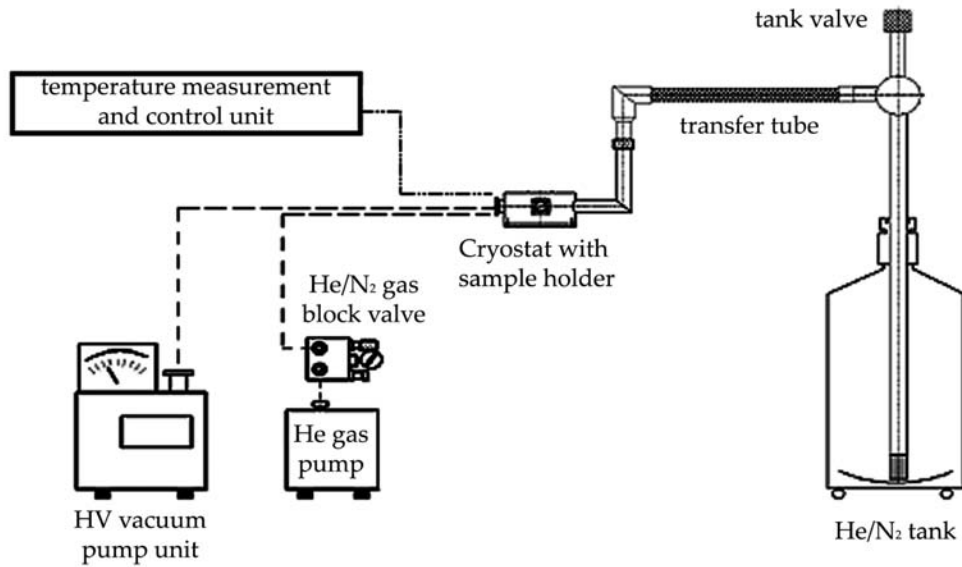 tank valve
temperature measurement
and control unit
transfer tube
Cryostat with
sample holder
He/N₂ gas
block valve
He gas
pump
HV vacuum
pump unit
He/N₂ tank